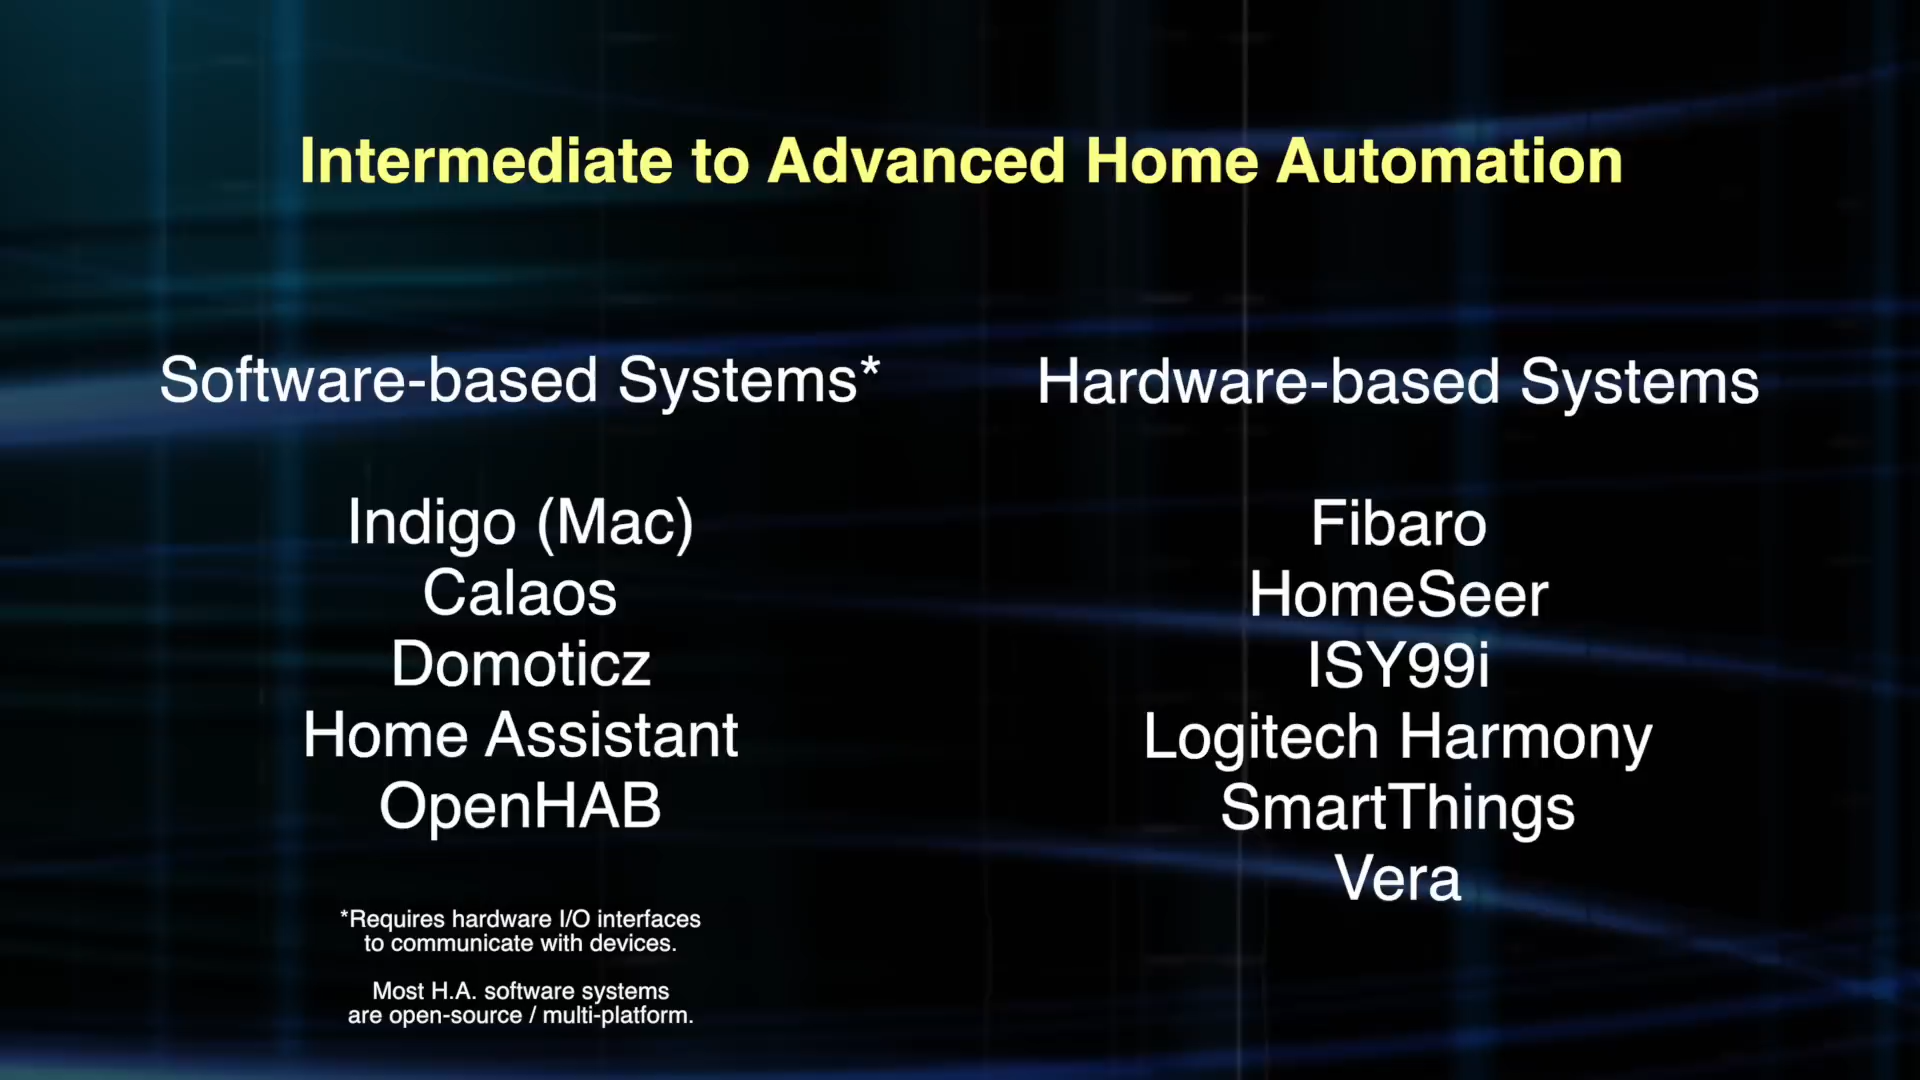 Intermediate to Advanced Home Automation
Software-based Systems*
Indigo (Mac)
Calaos
Domoticz
Home Assistant
OpenHAB
*Requires hardware I/O interfaces
to communicate with devices.
Most H.A. software systems
are open-source / multi-platform.
Hardware-based Systems
Fibaro
HomeSeer
ISY99i
Logitech Harmony
SmartThings
Vera